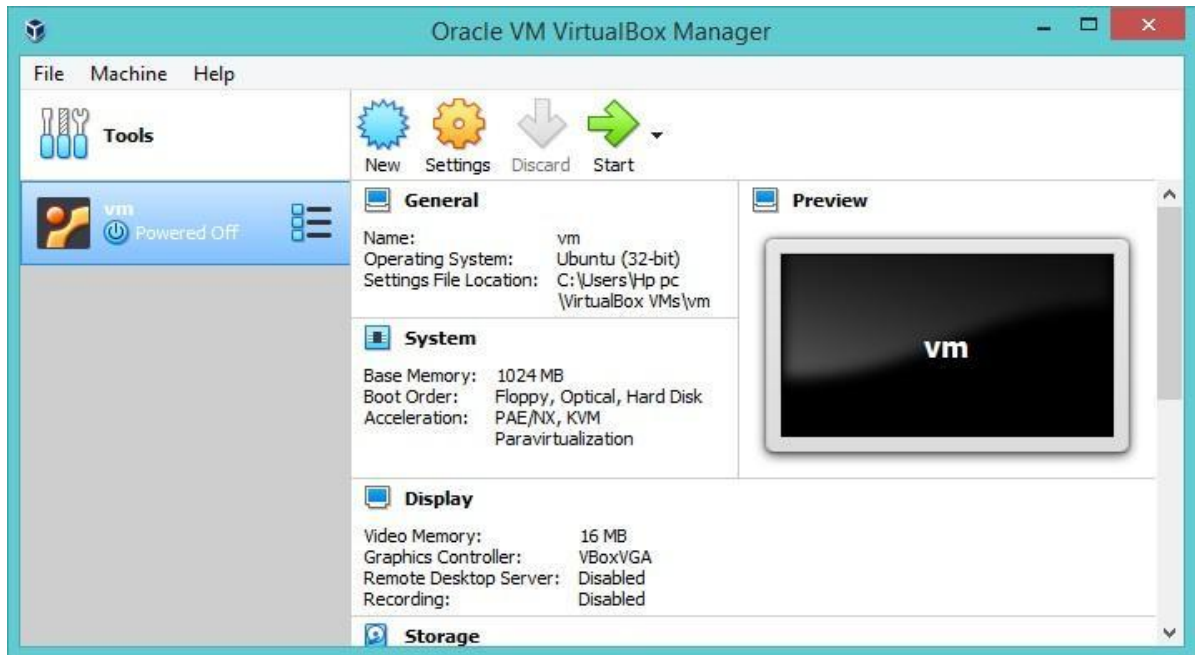 Oracle VM VirtualBox Manager
File Machine Help
Tools
New Settings Discard Start
vm
Powered Off
General
Name: vm
Operating System: Ubuntu (32-bit)
Settings File Location: C:\Users\Hp pc
\VirtualBox VMs\vm
Preview
vm
System
Base Memory: 1024 MB
Boot Order: Floppy, Optical, Hard Disk
Acceleration: PAE/NX, KVM
Paravirtualization
Display
Video Memory: 16 MB
Graphics Controller: VBoxVGA
Remote Desktop Server: Disabled
Recording: Disabled
Storage